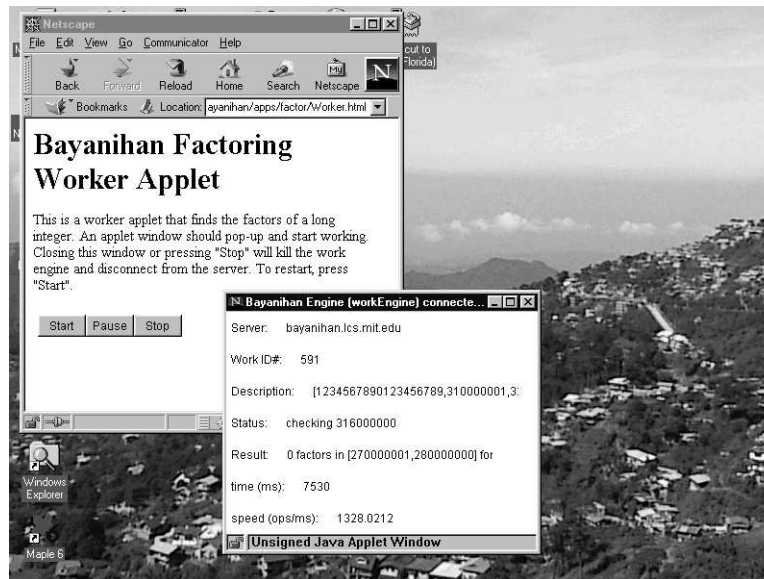 Netscape
File Edit View Go Communicator Help
Back Forward Reload Home Search My Netscape N
Bookmarks Location: ayanihan/apps/factor/Worker.html
cut to
Florida)
Bayanihan Factoring
Worker Applet
This is a worker applet that finds the factors of a long
integer. An applet window should pop-up and start working.
Closing this window or pressing "Stop" will kill the work
engine and disconnect from the server. To restart, press
"Start".
Start Pause Stop
N Bayanihan Engine (workEngine) connecte...
Server: bayanihan.lcs.mit.edu
Work ID#: 591
Description: [1234567890123456789,310000001,3
Status: checking 316000000
Result: 0 factors in [270000001,280000000] for
time (ms): 7530
speed (ops/ms): 1328.0212
Unsigned Java Applet Window
Windows
Explorer
Maple 6